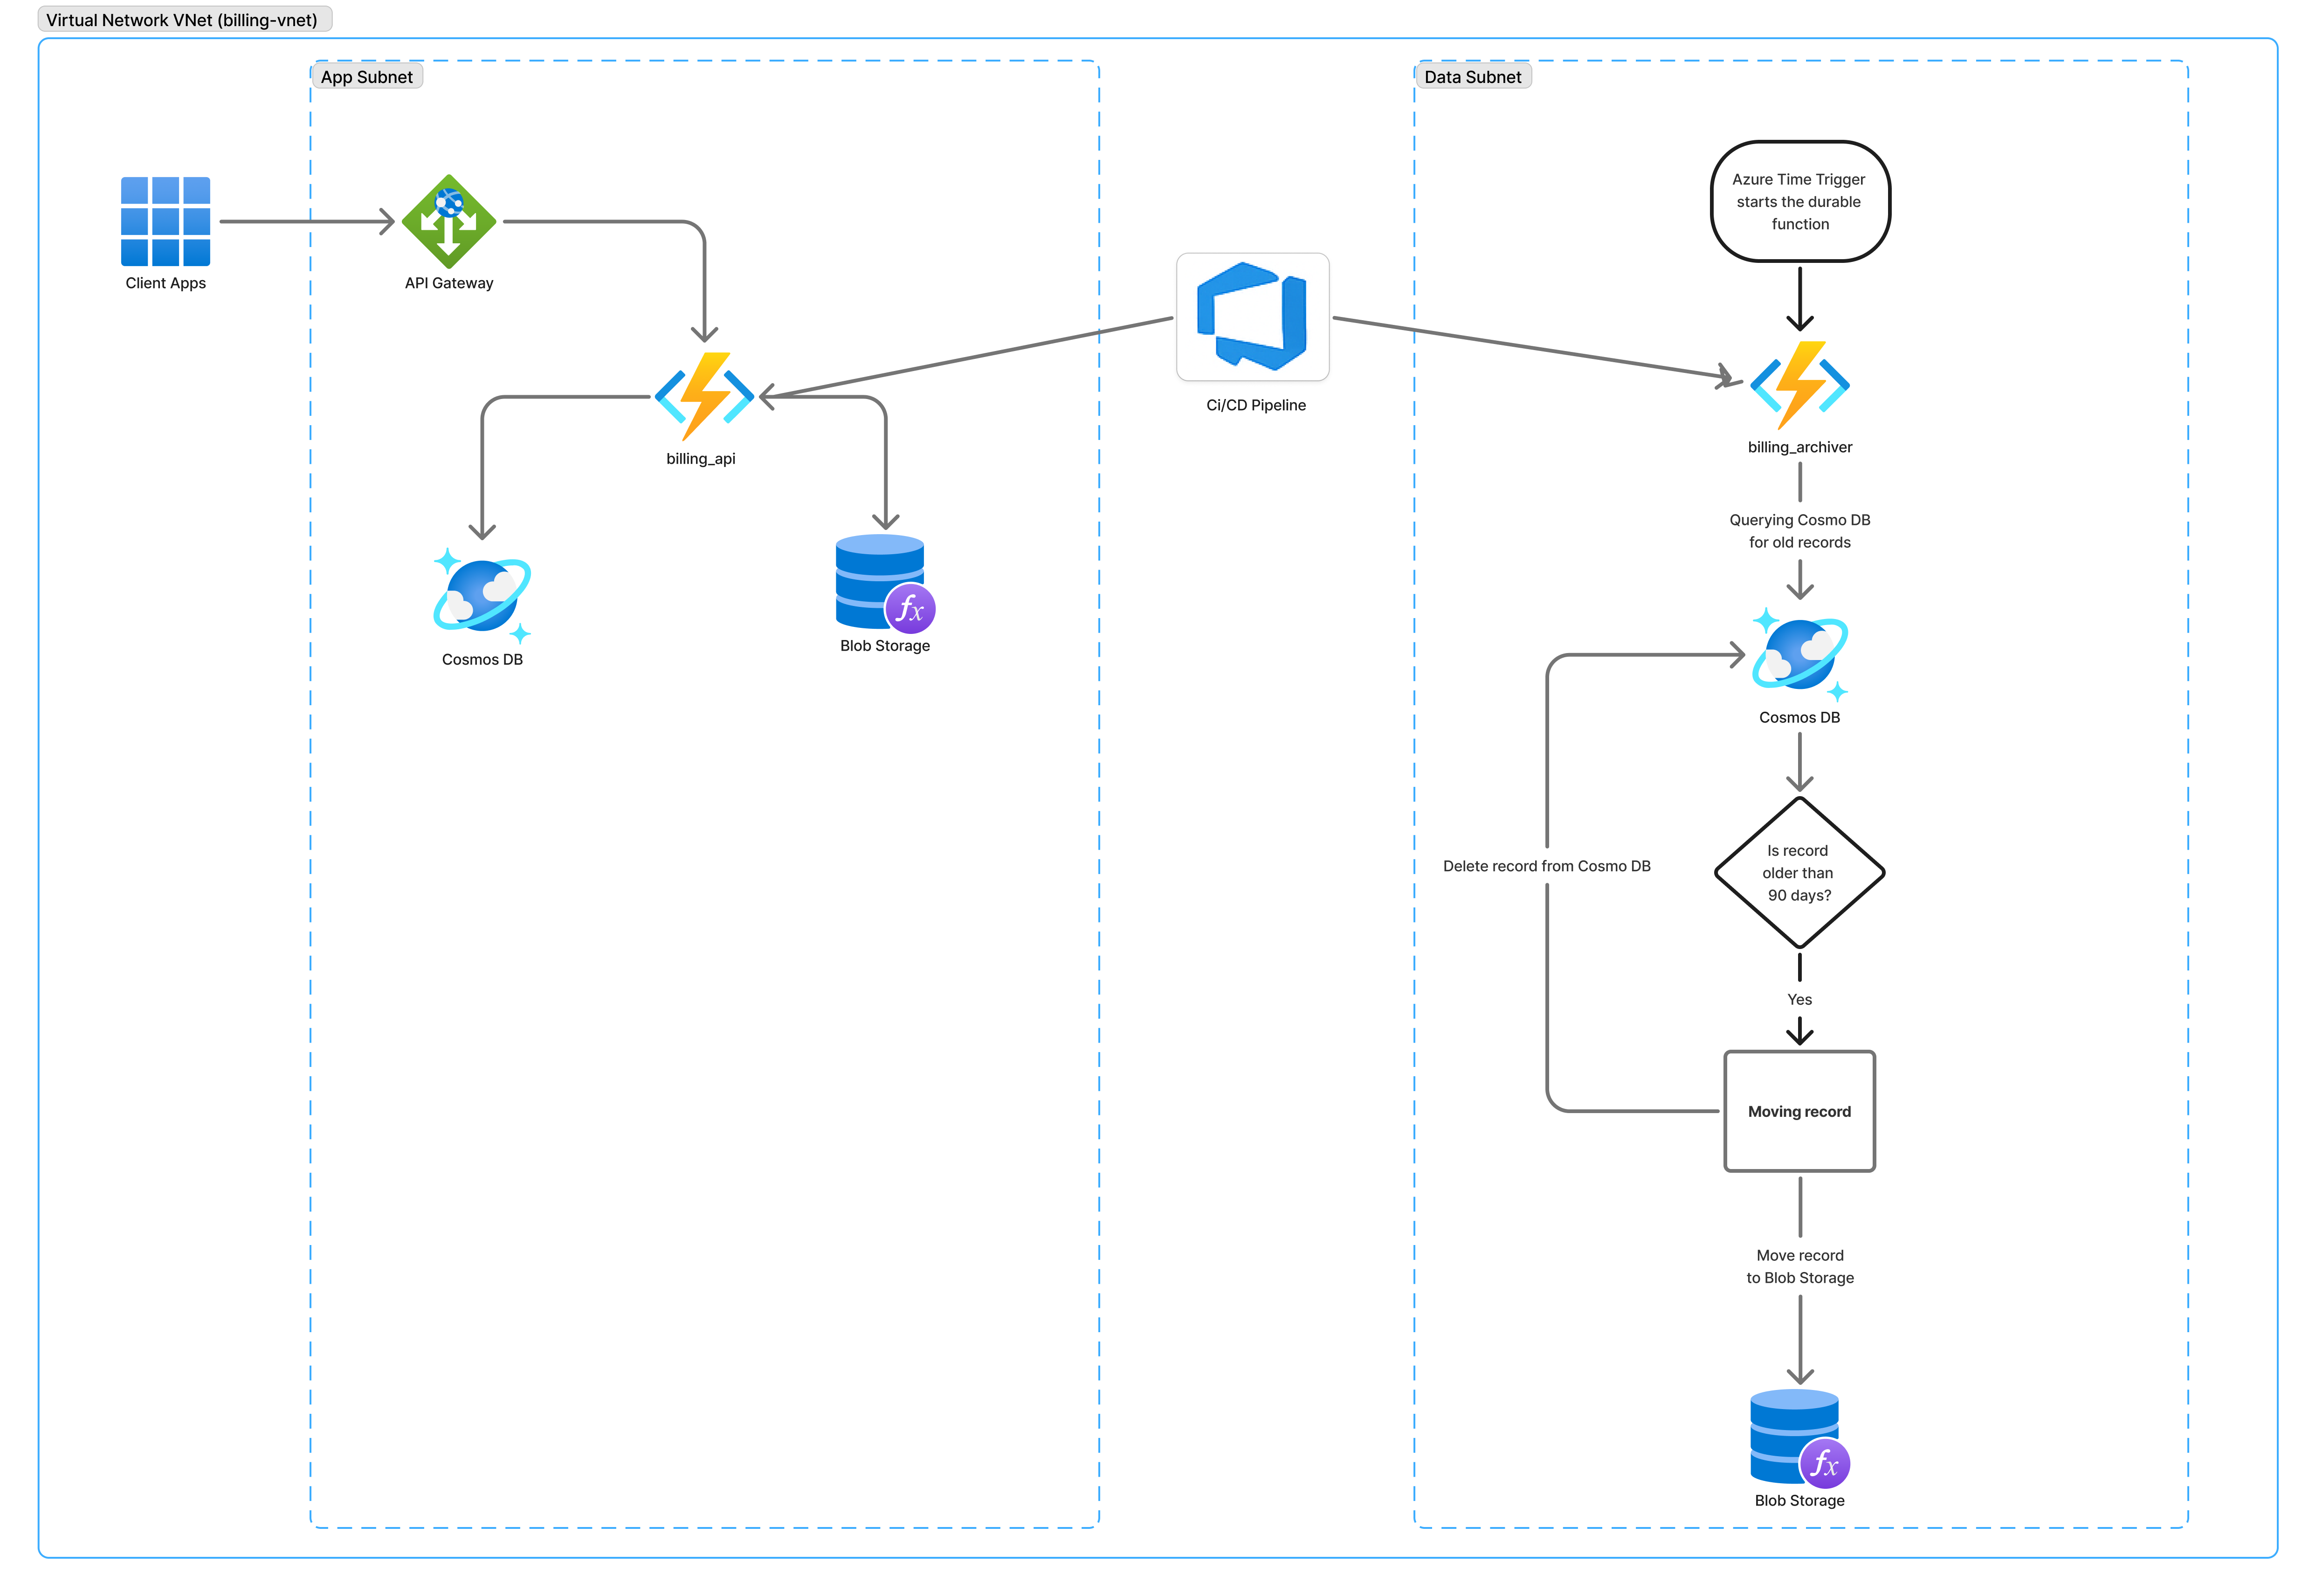 Virtual Network VNet (billing-vnet)
App Subnet
Client Apps
API Gateway
billing_api
Cosmos DB
fx
Blob Storage
Ci/CD Pipeline
Data Subnet
Azure Time Trigger
starts the durable
function
billing_archiver
Querying Cosmo DB
for old records
Cosmos DB
Is record
older than
90 days?
Delete record from Cosmo DB
Yes
Moving record
Move record
to Blob Storage
fx
Blob Storage